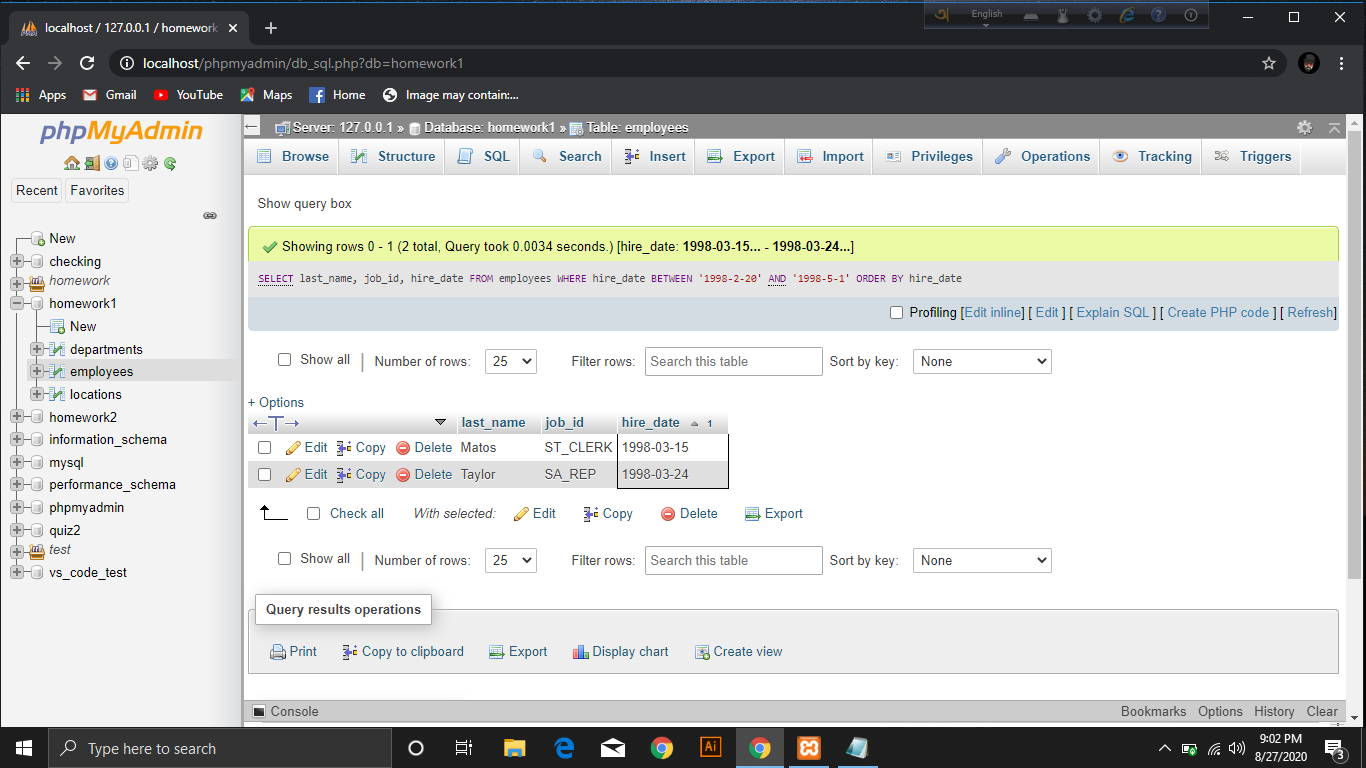 অ English
localhost / 127.0.0.1 / homework
localhost/phpmyadmin/db_sql.php?db=homework1
Apps Gmail YouTube Maps Home Image may contain:...
phpMyAdmin
Recent Favorites
New
checking
homework
homework1
New
departments
employees
locations
homework2
information_schema
mysql
performance_schema
phpmyadmin
quiz2
test
vs_code_test
Server: 127.0.0.1 » Database: homework1 » Table: employees
Browse Structure SQL Search Insert Export Import Privileges Operations Tracking Triggers
Show query box
Showing rows 0 - 1 (2 total, Query took 0.0034 seconds.) [hire_date: 1998-03-15... - 1998-03-24...]
SELECT last_name, job_id, hire_date FROM employees WHERE hire_date BETWEEN '1998-2-20' AND '1998-5-1' ORDER BY hire_date
Profiling [Edit inline] [ Edit ] [ Explain SQL ] [ Create PHP code ] [ Refresh]
Show all Number of rows: 25 Filter rows: Search this table Sort by key: None
+ Options
←T→ last_name job_id hire_date 1
Edit Copy Delete Matos ST_CLERK 1998-03-15
Edit Copy Delete Taylor SA_REP 1998-03-24
Check all With selected: Edit Copy Delete Export
Show all Number of rows: 25 Filter rows: Search this table Sort by key: None
Query results operations
Print Copy to clipboard Export Display chart Create view
Console Bookmarks Options History Clear
Type here to search
Ai
9:02 PM
8/27/2020
3